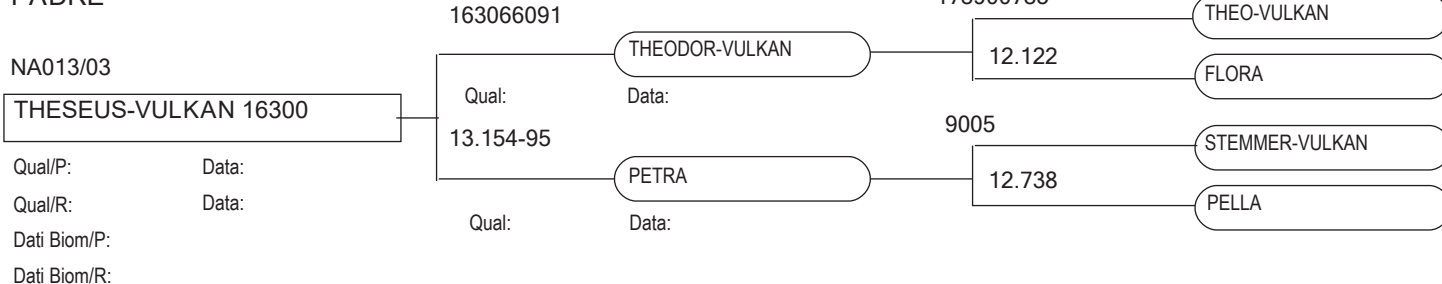 PADRE
NA013/03
THESEUS-VULKAN 16300
Qual/P: Data:
Qual/R: Data:
Dati Biom/P:
Dati Biom/R:
163066091
THEODOR-VULKAN
Qual: Data:
13.154-95
PETRA
Qual: Data:
THEO-VULKAN
12.122
FLORA
9005
STEMMER-VULKAN
12.738
PELLA